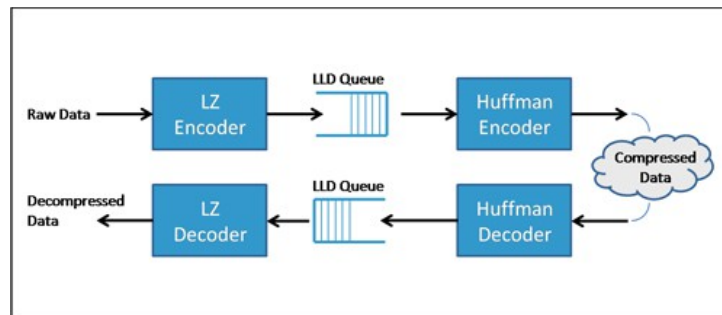 LLD Queue
Raw Data
LZ
Encoder
Huffman
Encoder
Compressed
Data
LLD Queue
Decompressed
Data
LZ
Decoder
Huffman
Decoder